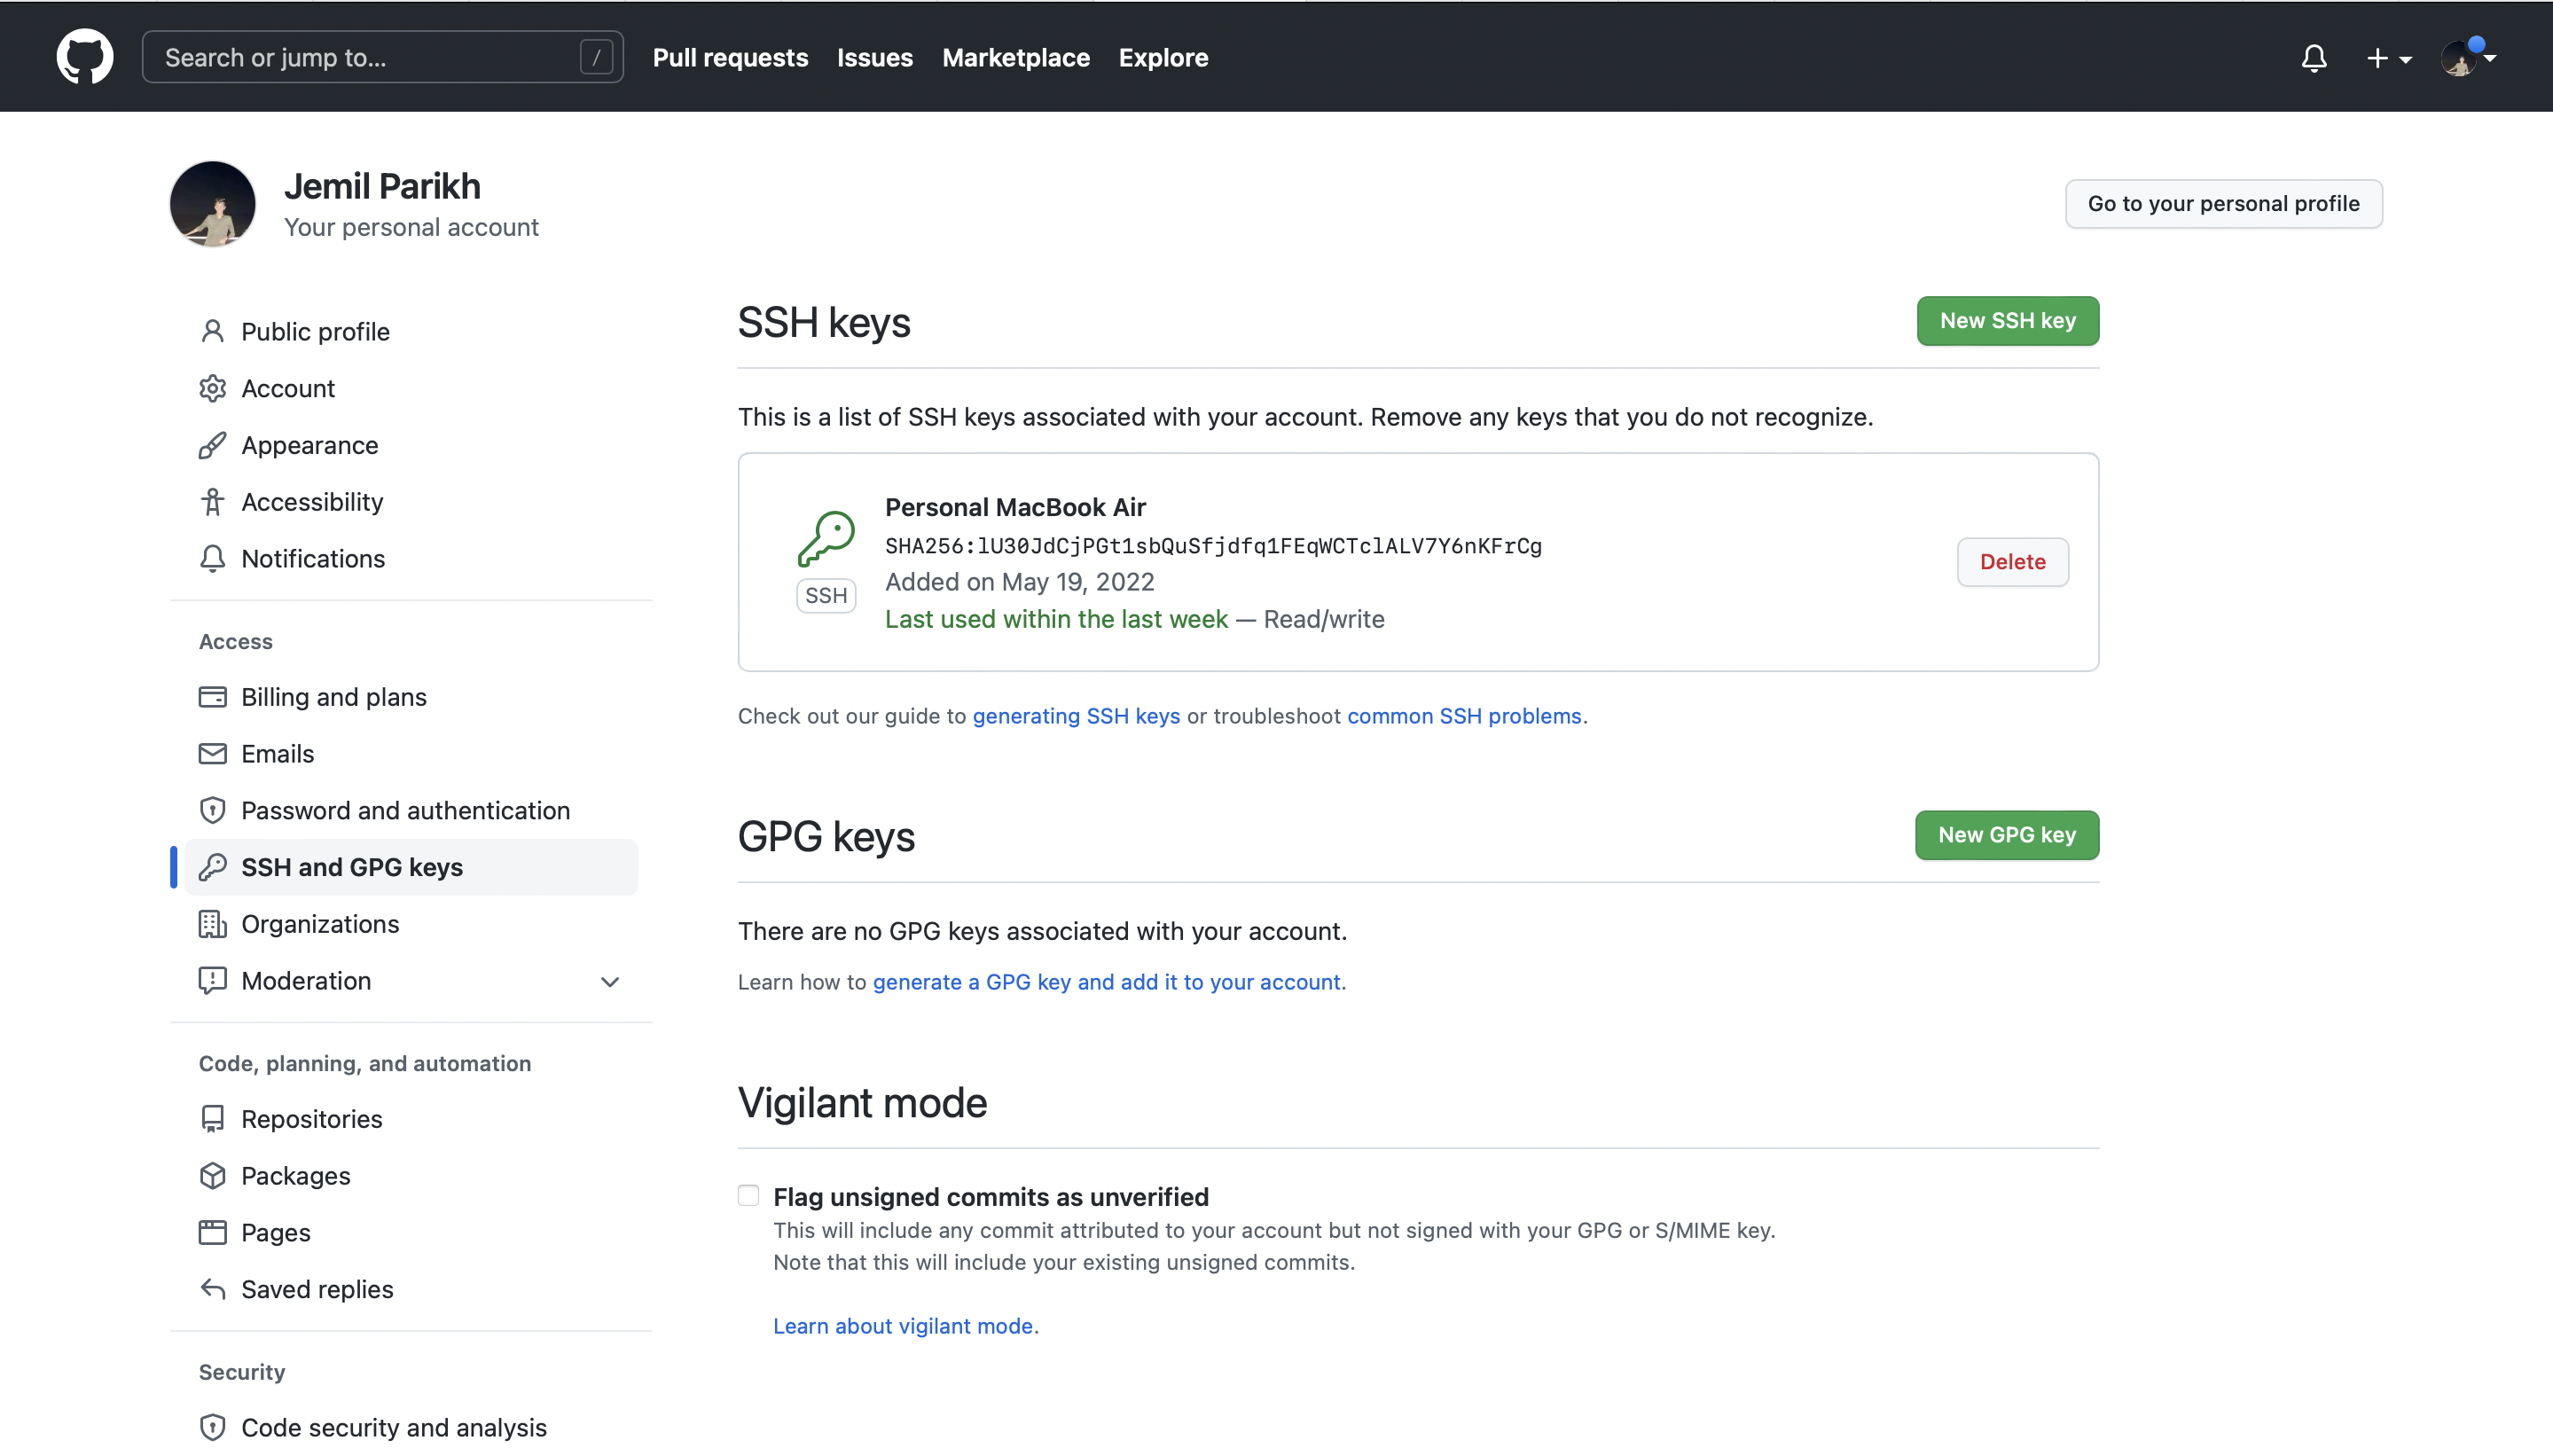 Search or jump to...
/
Pull requests
Issues
Marketplace
Explore
Jemil Parikh
Your personal account
Go to your personal profile
Public profile
Account
Appearance
Accessibility
Notifications
Access
Billing and plans
Emails
Password and authentication
SSH and GPG keys
Organizations
Moderation
Code, planning, and automation
Repositories
Packages
Pages
Saved replies
Security
Code security and analysis
SSH keys
New SSH key
This is a list of SSH keys associated with your account. Remove any keys that you do not recognize.
Personal MacBook Air
SHA256:lU30JdCjPGt1sbQuSfjdfq1FEqWCTclALV7Y6nKFrCg
Added on May 19, 2022
Last used within the last week — Read/write
SSH
Delete
Check out our guide to generating SSH keys or troubleshoot common SSH problems.
GPG keys
New GPG key
There are no GPG keys associated with your account.
Learn how to generate a GPG key and add it to your account.
Vigilant mode
Flag unsigned commits as unverified
This will include any commit attributed to your account but not signed with your GPG or S/MIME key.
Note that this will include your existing unsigned commits.
Learn about vigilant mode.